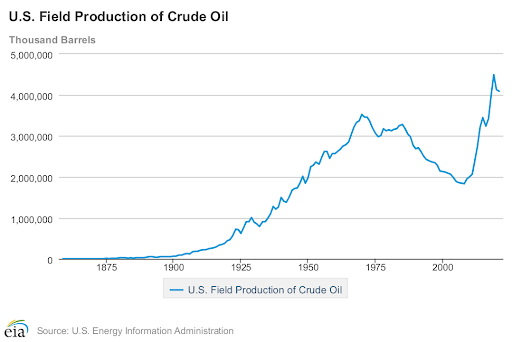 U.S. Field Production of Crude Oil
Thousand Barrels
5,000,000
4,000,000
3,000,000
2,000,000
1,000,000
0
1875 1900 1925 1950 1975 2000
U.S. Field Production of Crude Oil
eia Source: U.S. Energy Information Administration